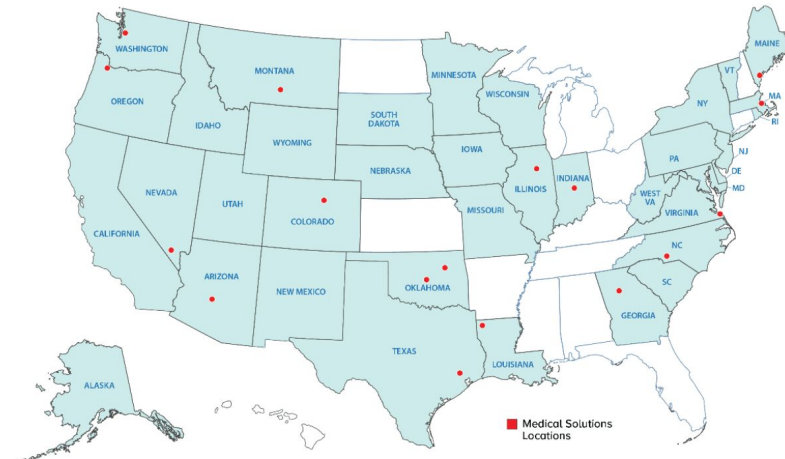 WASHINGTON
MAINE
MONTANA
VT
MINNESOTA
OREGON
WISCONSIN
MA
NY
SOUTH
DAKOTA
IDAHO
RI
WYOMING
IOWA
NJ
PA
NEBRASKA
DE
INDIANA
ILLINOIS
MD
NEVADA
WEST
VA
UTAH
COLORADO
MISSOURI
VIRGINIA
CALIFORNIA
NC
ARIZONA
OKLAHOMA
SC
NEW MEXICO
GEORGIA
TEXAS
LOUISIANA
ALASKA
Medical Solutions
Locations